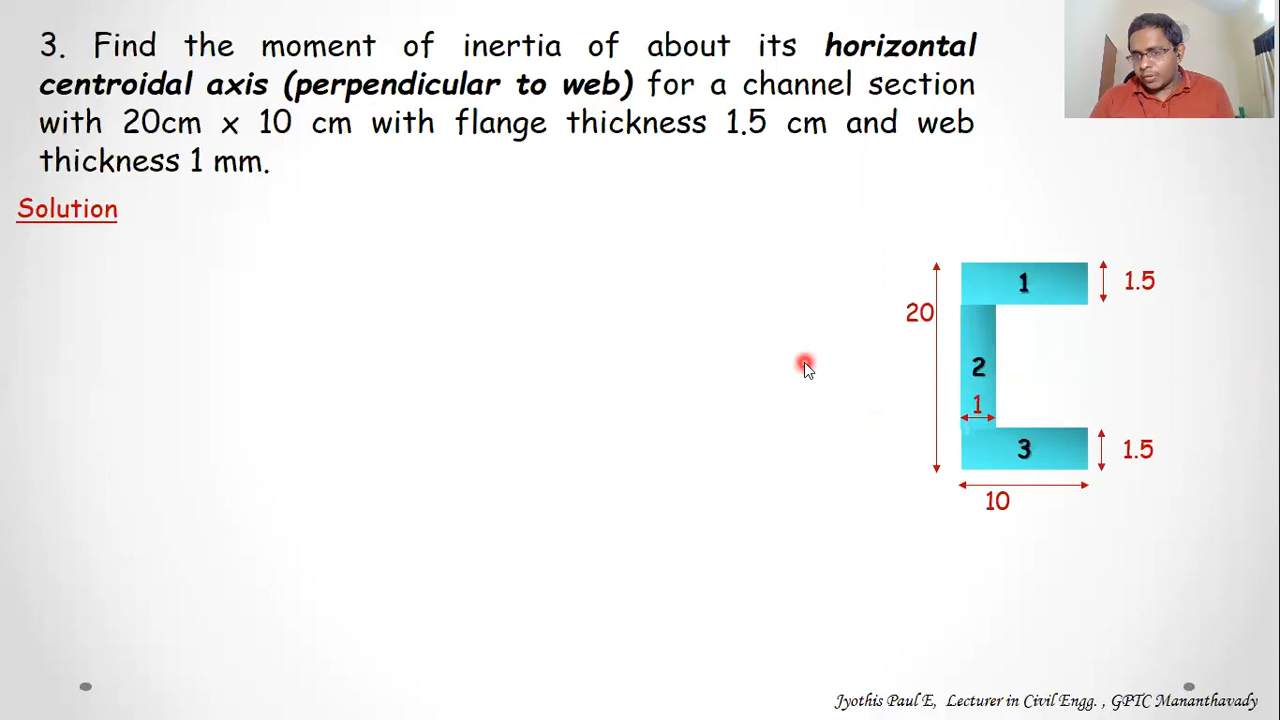 3. Find the moment of inertia of about its horizontal
centroidal axis (perpendicular to web) for a channel section
with 20cm x 10 cm with flange thickness 1.5 cm and web
thickness 1 mm.
Solution
1
1.5
20
2
1
3
1.5
10
Jyothis Paul E, Lecturer in Civil Engg. , GPTC Mananthavady